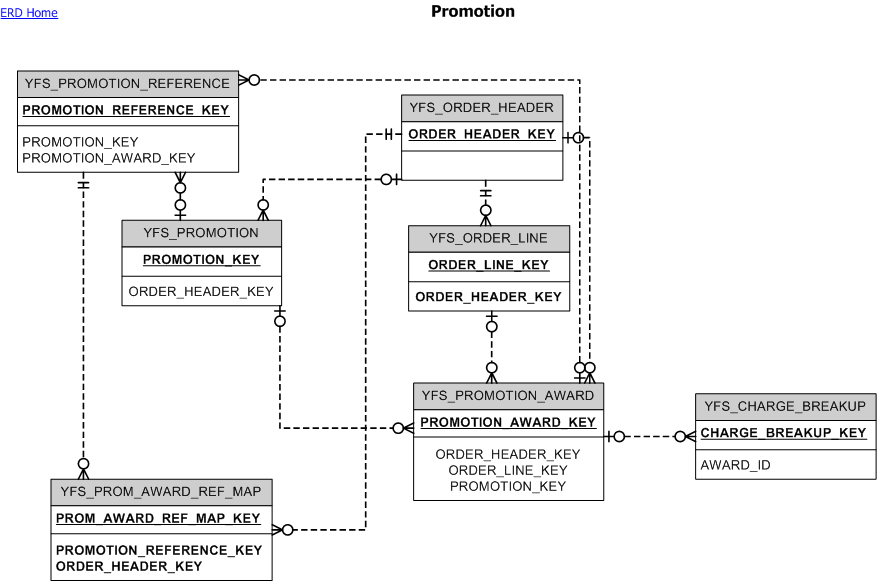 ERD Home
Promotion
YFS_PROMOTION_REFERENCE
PROMOTION_REFERENCE_KEY
PROMOTION_KEY
PROMOTION_AWARD_KEY
YFS_ORDER_HEADER
ORDER_HEADER_KEY
YFS_PROMOTION
PROMOTION_KEY
ORDER_HEADER_KEY
YFS_ORDER_LINE
ORDER_LINE_KEY
ORDER_HEADER_KEY
YFS_PROMOTION_AWARD
PROMOTION_AWARD_KEY
ORDER_HEADER_KEY
ORDER_LINE_KEY
PROMOTION_KEY
YFS_CHARGE_BREAKUP
CHARGE_BREAKUP_KEY
AWARD_ID
YFS_PROM_AWARD_REF_MAP
PROM_AWARD_REF_MAP_KEY
PROMOTION_REFERENCE_KEY
ORDER_HEADER_KEY